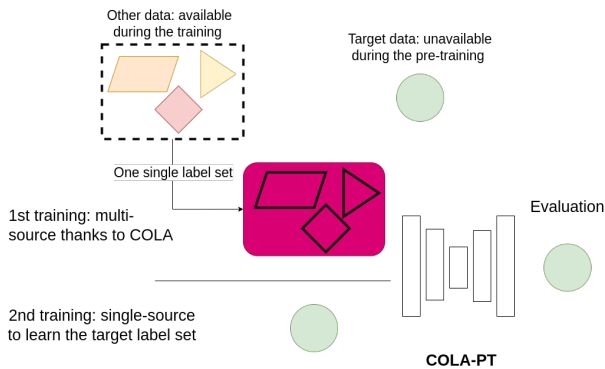 Other data: available
during the training
Target data: unavailable
during the pre-training
One single label set
1st training: multi-
source thanks to COLA
Evaluation
2nd training: single-source
to learn the target label set
COLA-PT